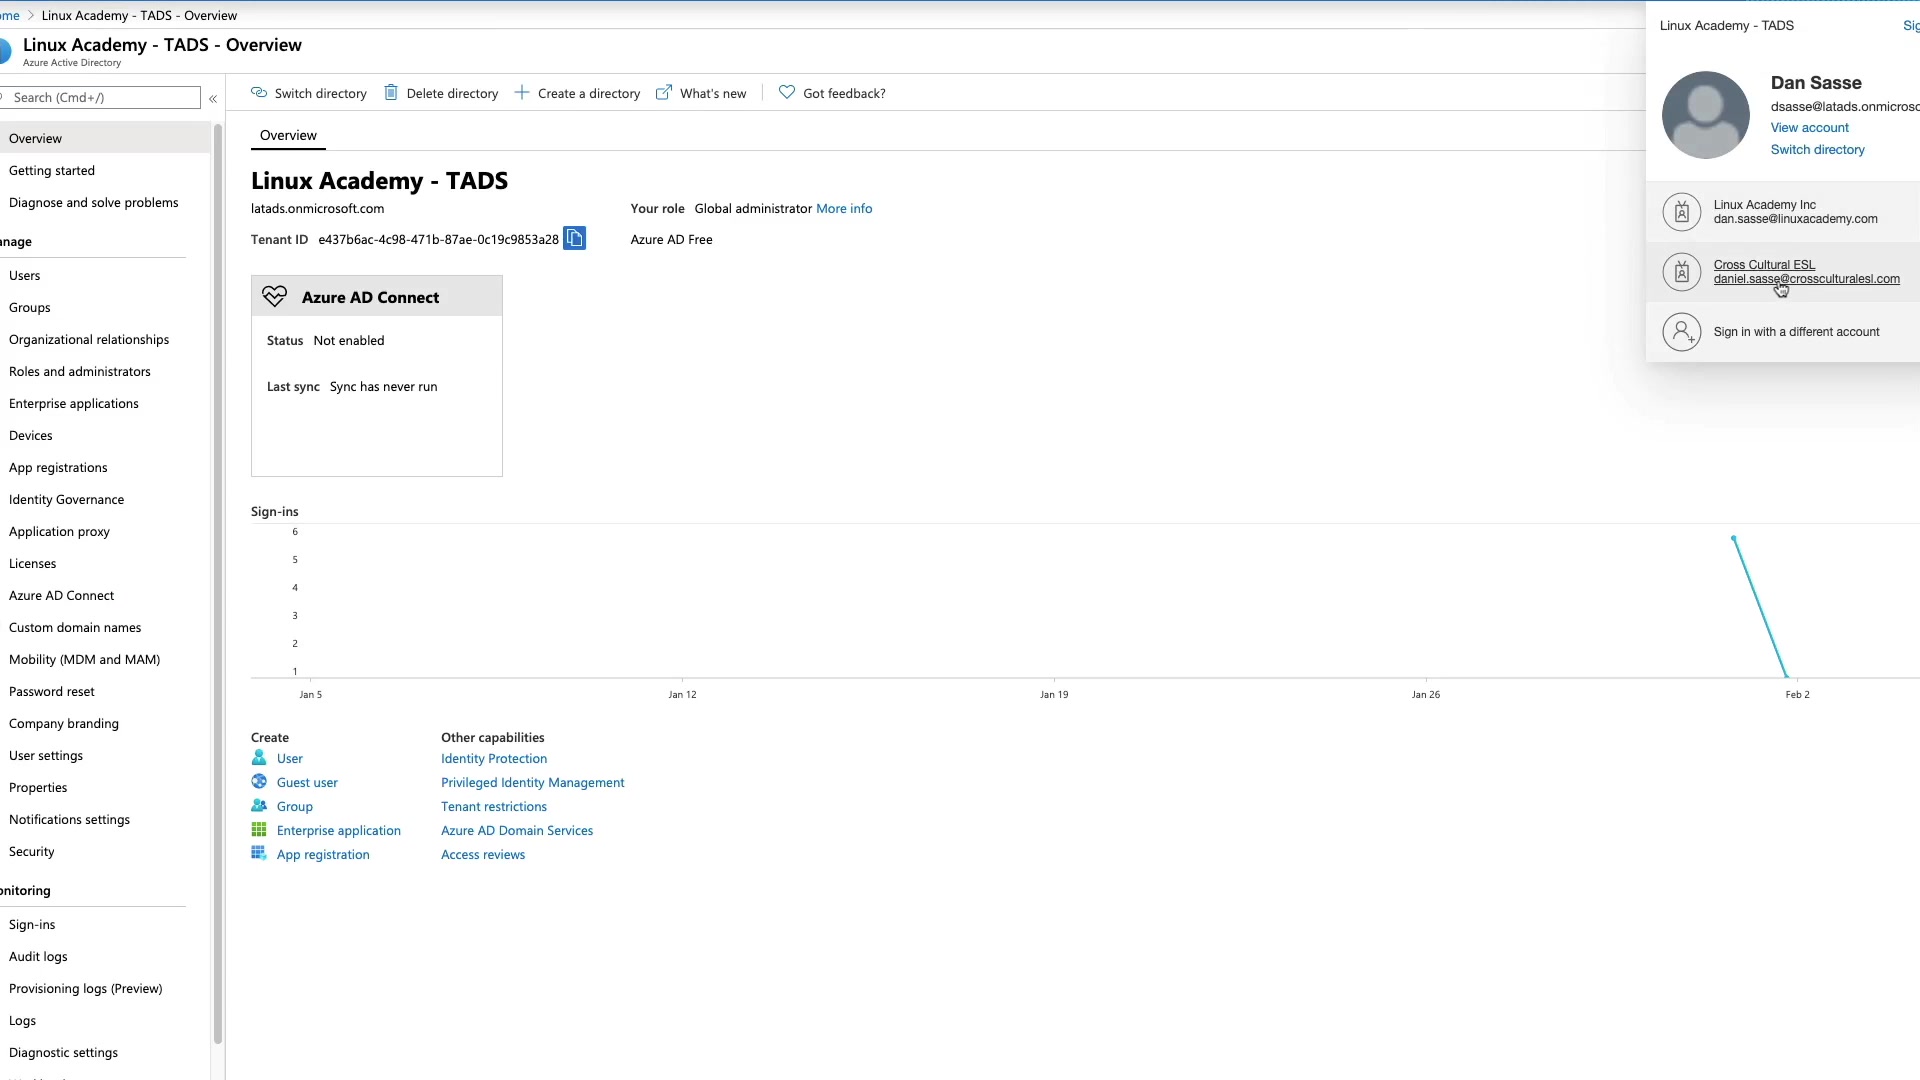 ome > Linux Academy - TADS - Overview
Linux Academy - TADS - Overview
Azure Active Directory
Search (Cmd+/)
«
Overview
Getting started
Diagnose and solve problems
anage
Users
Groups
Organizational relationships
Roles and administrators
Enterprise applications
Devices
App registrations
Identity Governance
Application proxy
Licenses
Azure AD Connect
Custom domain names
Mobility (MDM and MAM)
Password reset
Company branding
User settings
Properties
Notifications settings
Security
onitoring
Sign-ins
Audit logs
Provisioning logs (Preview)
Logs
Diagnostic settings
Switch directory Delete directory Create a directory What's new Got feedback?
Overview
Linux Academy - TADS
latads.onmicrosoft.com
Your role Global administrator More info
Tenant ID e437b6ac-4c98-471b-87ae-0c19c9853a28
Azure AD Free
Azure AD Connect
Status Not enabled
Last sync Sync has never run
Sign-ins
6
5
4
3
2
1
Jan 5 Jan 12 Jan 19 Jan 26 Feb 2
Create
User
Guest user
Group
Enterprise application
App registration
Other capabilities
Identity Protection
Privileged Identity Management
Tenant restrictions
Azure AD Domain Services
Access reviews
Linux Academy - TADS Sig
Dan Sasse
dsasse@latads.onmicroso
View account
Switch directory
Linux Academy Inc
dan.sasse@linuxacademy.com
Cross Cultural ESL
daniel.sasse@crossculturalesl.com
Sign in with a different account